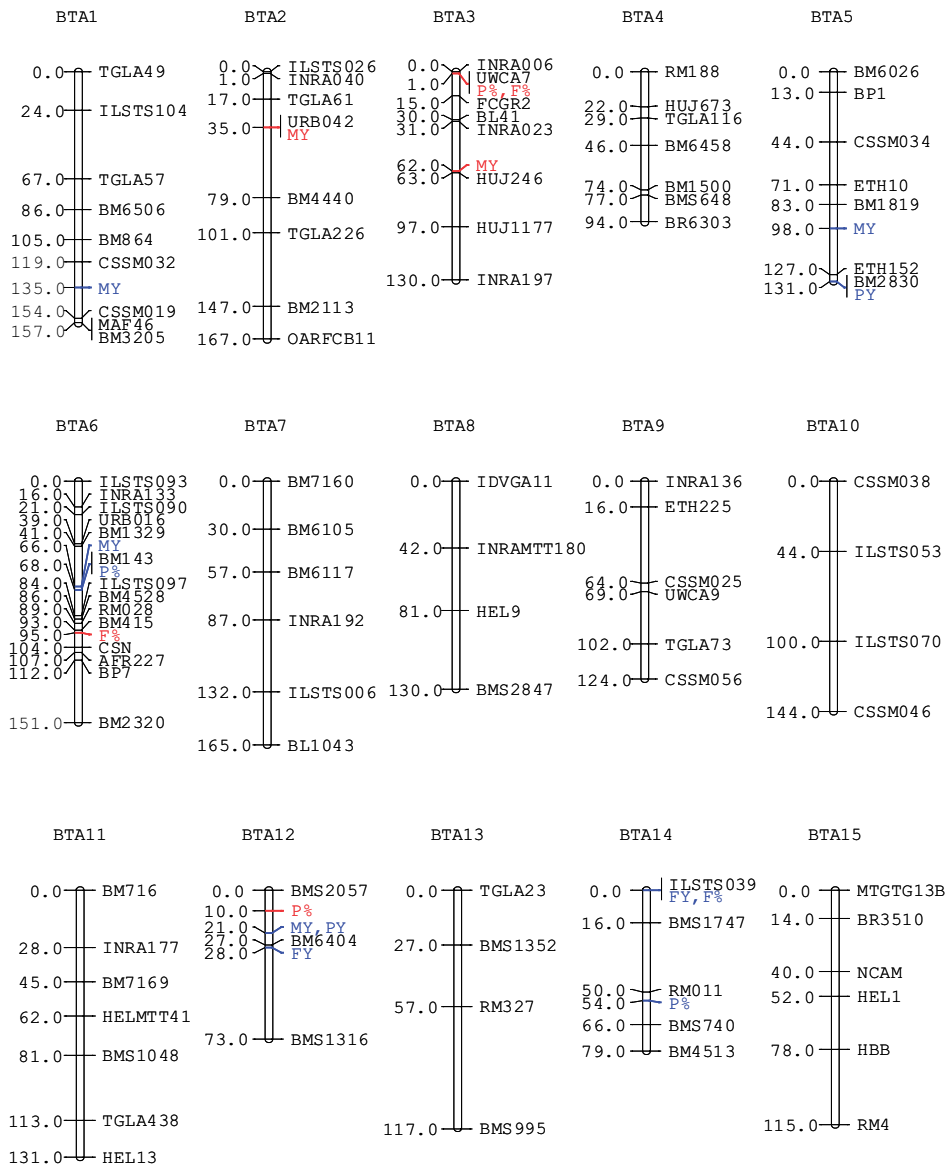 BTA1
0.0 TGLA49
24.0 ILSTS104
67.0 TGLA57
86.0 BM6506
105.0 BM864
119.0 CSSM032
135.0 MY
154.0 CSSM019
157.0 MAF46
BM3205
BTA2
0.0 ILSTS026
1.0 INRA040
17.0 TGLA61
35.0 URB042
MY
79.0 BM4440
101.0 TGLA226
147.0 BM2113
167.0 OARFCB11
BTA3
0.0 INRA006
1.0 UWCA7
P%,F%
15.0 FCGR2
30.0 BL41
31.0 INRA023
62.0 MY
63.0 HUJ246
97.0 HUJ1177
130.0 INRA197
BTA4
0.0 RM188
22.0 HUJ673
29.0 TGLA116
46.0 BM6458
74.0 BM1500
77.0 BMS648
94.0 BR6303
BTA5
0.0 BM6026
13.0 BP1
44.0 CSSM034
71.0 ETH10
83.0 BM1819
98.0 MY
127.0 ETH152
131.0 BM2830
PY
BTA6
0.0 ILSTS093
16.0 INRA133
21.0 ILSTS090
39.0 URB016
41.0 BM1329
66.0 MY
68.0 BM143
P%
84.0 ILSTS097
86.0 BM4528
89.0 RM028
93.0 BM415
95.0 F%
104.0 CSN
107.0 AFR227
112.0 BP7
151.0 BM2320
BTA7
0.0 BM7160
30.0 BM6105
57.0 BM6117
87.0 INRA192
132.0 ILSTS006
165.0 BL1043
BTA8
0.0 IDVGA11
42.0 INRAMTT180
81.0 HEL9
130.0 BMS2847
BTA9
0.0 INRA136
16.0 ETH225
64.0 CSSM025
69.0 UWCA9
102.0 TGLA73
124.0 CSSM056
BTA10
0.0 CSSM038
44.0 ILSTS053
100.0 ILSTS070
144.0 CSSM046
BTA11
0.0 BM716
28.0 INRA177
45.0 BM7169
62.0 HELMTT41
81.0 BMS1048
113.0 TGLA438
131.0 HEL13
BTA12
0.0 BMS2057
10.0 P%
21.0 MY,PY
27.0 BM6404
28.0 FY
73.0 BMS1316
BTA13
0.0 TGLA23
27.0 BMS1352
57.0 RM327
117.0 BMS995
BTA14
0.0 ILSTS039
FY,F%
16.0 BMS1747
50.0 RM011
54.0 P%
66.0 BMS740
79.0 BM4513
BTA15
0.0 MTGTG13B
14.0 BR3510
40.0 NCAM
52.0 HEL1
78.0 HBB
115.0 RM4